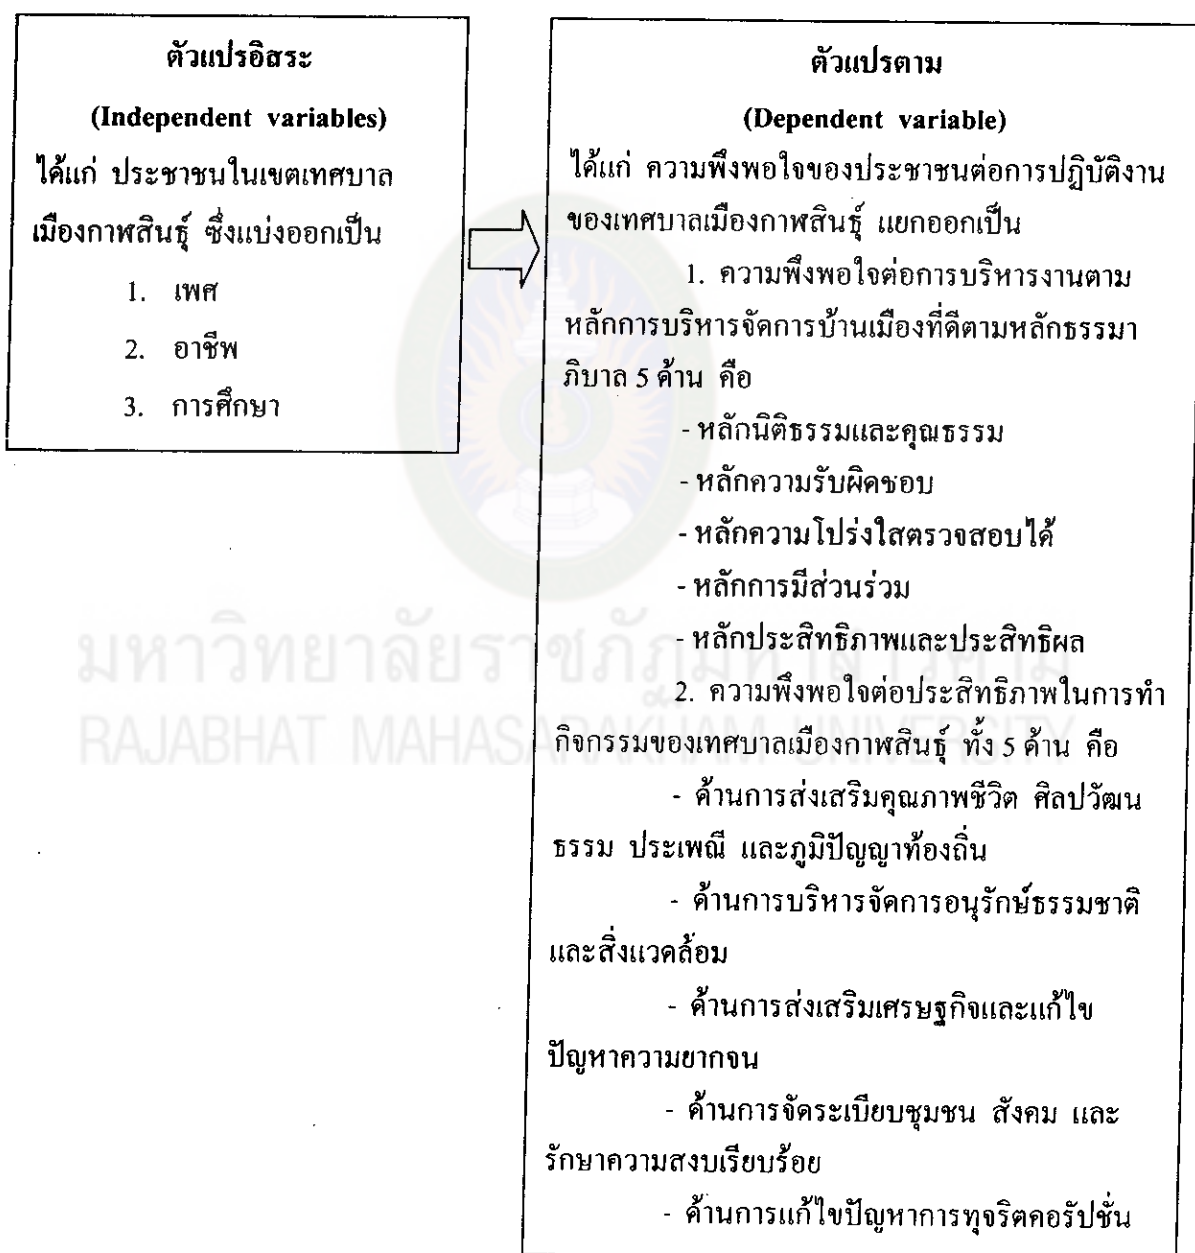 ตัวแปรอิสระ
(Independent variables)
ได้แก่ ประชาชนในเขตเทศบาล
เมืองกาฬสินธุ์ ซึ่งแบ่งออกเป็น
1. เพศ
2. อาชีพ
3. การศึกษา
ตัวแปรตาม
(Dependent variable)
ได้แก่ ความพึงพอใจของประชาชนต่อการปฏิบัติงาน
ของเทศบาลเมืองกาฬสินธุ์ แยกออกเป็น
1. ความพึงพอใจต่อการบริหารงานตาม
หลักการบริหารจัดการบ้านเมืองที่ดีตามหลักธรรมา
ภิบาล 5 ด้าน คือ
- หลักนิติธรรมและคุณธรรม
- หลักความรับผิดชอบ
- หลักความโปร่งใสตรวจสอบได้
- หลักการมีส่วนร่วม
- หลักประสิทธิภาพและประสิทธิผล
2. ความพึงพอใจต่อประสิทธิภาพในการทำ
กิจกรรมของเทศบาลเมืองกาฬสินธุ์ ทั้ง 5 ด้าน คือ
- ด้านการส่งเสริมคุณภาพชีวิต ศิลปวัฒน
ธรรม ประเพณี และภูมิปัญญาท้องถิ่น
- ด้านการบริหารจัดการอนุรักษ์ธรรมชาติ
และสิ่งแวดล้อม
- ด้านการส่งเสริมเศรษฐกิจและแก้ไข
ปัญหาความยากจน
- ด้านการจัดระเบียบชุมชน สังคม และ
รักษาความสงบเรียบร้อย
- ด้านการแก้ไขปัญหาการทุจริตคอรัปชั่น
มหาวิทยาลัยราชภัฏมหาสารคาม
RAJABHAT MAHASARAKHAM UNIVERSITY